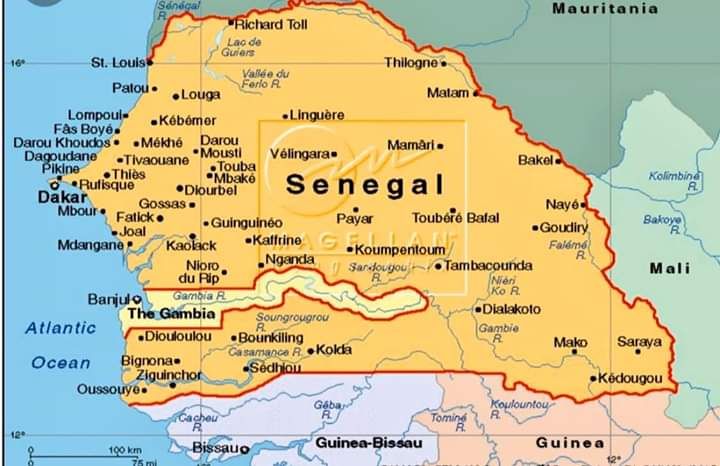 Sénégal
R.
Mauritania
Richard Toll
Lac de
Guiers
16°
St. Louis
Thilogne
Vallée du
Ferlo R.
Patou
Louga
Matam
Lompoul
Linguère
Fâs Boyé
Kébémer
Darou Khoudos
Mékhé
Darou
Mousti
Mamâri
Dagoudane
Tivaouane
Vélingara
Bakel
Pikine
Thiès
Touba
Kolimbiné
R.
Rufisque
Mbaké
Dakar
Diourbel
Senegal
Mbour
Gossas
Nayé
Fatick
Guinguinéo
Payar
Toubéré Bafal
Bakoye
R.
Joal
Goudiry
Mdangane
Kaolack
Kaffrine
MAGELLAN
Koumpentoum
Falémé
R.
Nganda
Sandougou
R.
Tambacounda
Mali
Nioro
du Rip
Niéri
Ko R.
Banjul
Gambia R.
The Gambia
Dialakoto
Soungrougrou
R.
Gambie
R.
Atlantic
Ocean
Diouloulou
Bounkiling
Mako
Saraya
Casamance R.
Kolda
Bignona
Sédhiou
Ziguinchor
Kédougou
Oussouye
Géba
R.
Koulountou
R.
Cacheu
R.
Tominé
R.
12°
12°
Bissau
Guinea-Bissau
Guinea
0
100 km
0
75 mi